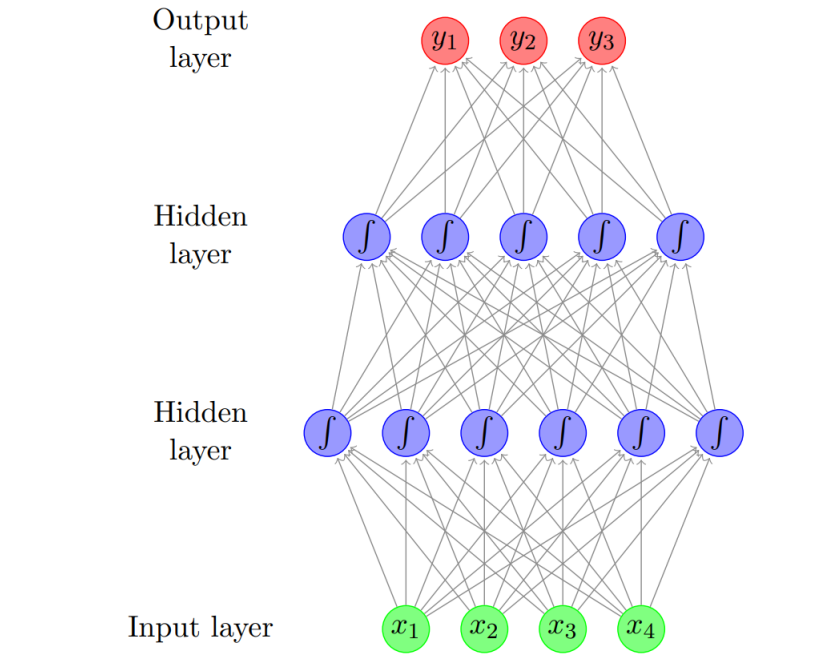 Output
layer
y₁ y₂ y₃
Hidden
layer
∫ ∫ ∫ ∫ ∫
Hidden
layer
∫ ∫ ∫ ∫ ∫ ∫
Input layer
x₁ x₂ x₃ x₄